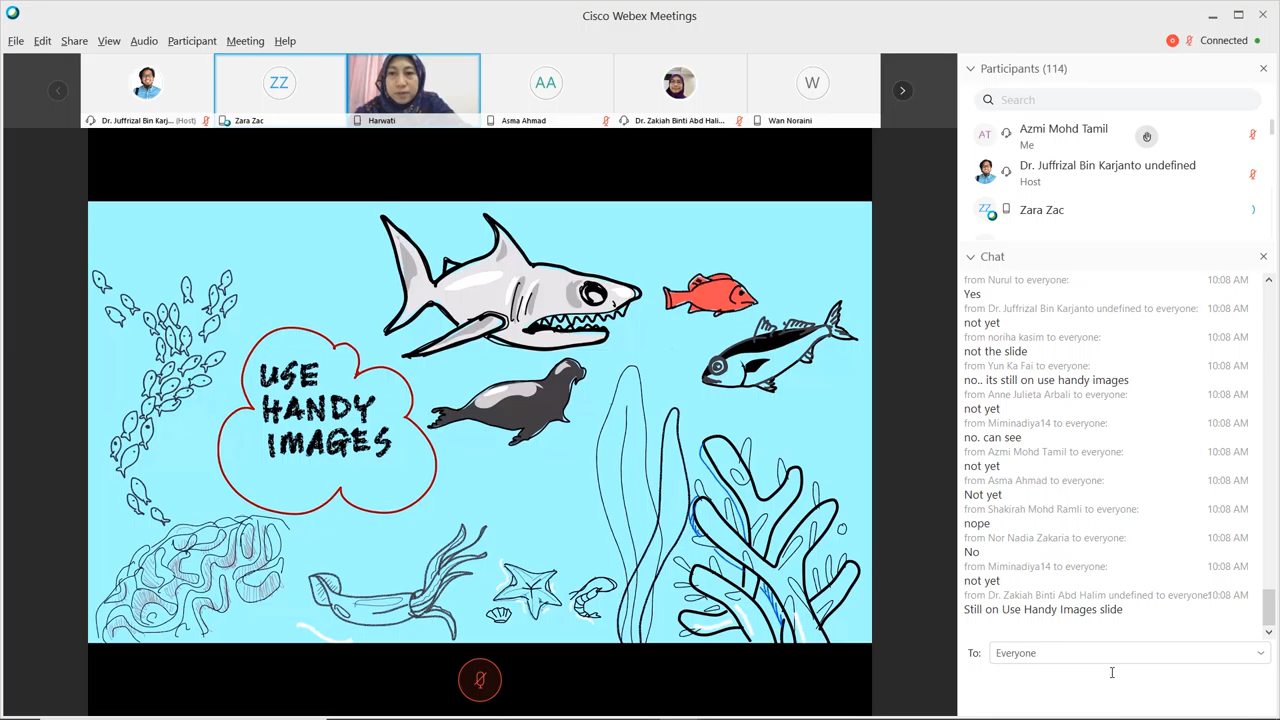 Cisco Webex Meetings
File Edit Share View Audio Participant Meeting Help
Connected
ZZ
AA
W
Dr. Juffrizal Bin Karj... (Host)
Zara Zac
Harwati
Asma Ahmad
Dr. Zakiah Binti Abd Hali...
Wan Noraini
USE
HANDY
IMAGES
Participants (114)
Search
AT
Azmi Mohd Tamil
Me
Dr. Juffrizal Bin Karjanto undefined
Host
ZZ
Zara Zac
Chat
from Nurul to everyone: 10:08 AM
Yes
from Dr. Juffrizal Bin Karjanto undefined to everyone: 10:08 AM
not yet
from noriha kasim to everyone: 10:08 AM
not the slide
from Yun Ka Fai to everyone: 10:08 AM
no.. its still on use handy images
from Anne Julieta Arbali to everyone: 10:08 AM
not yet
from Miminadiya14 to everyone: 10:08 AM
no. can see
from Azmi Mohd Tamil to everyone: 10:08 AM
not yet
from Asma Ahmad to everyone: 10:08 AM
Not yet
from Shakirah Mohd Ramli to everyone: 10:08 AM
nope
from Nor Nadia Zakaria to everyone: 10:08 AM
No
from Miminadiya14 to everyone: 10:08 AM
not yet
from Dr. Zakiah Binti Abd Halim undefined to everyone: 10:08 AM
Still on Use Handy Images slide
To: Everyone